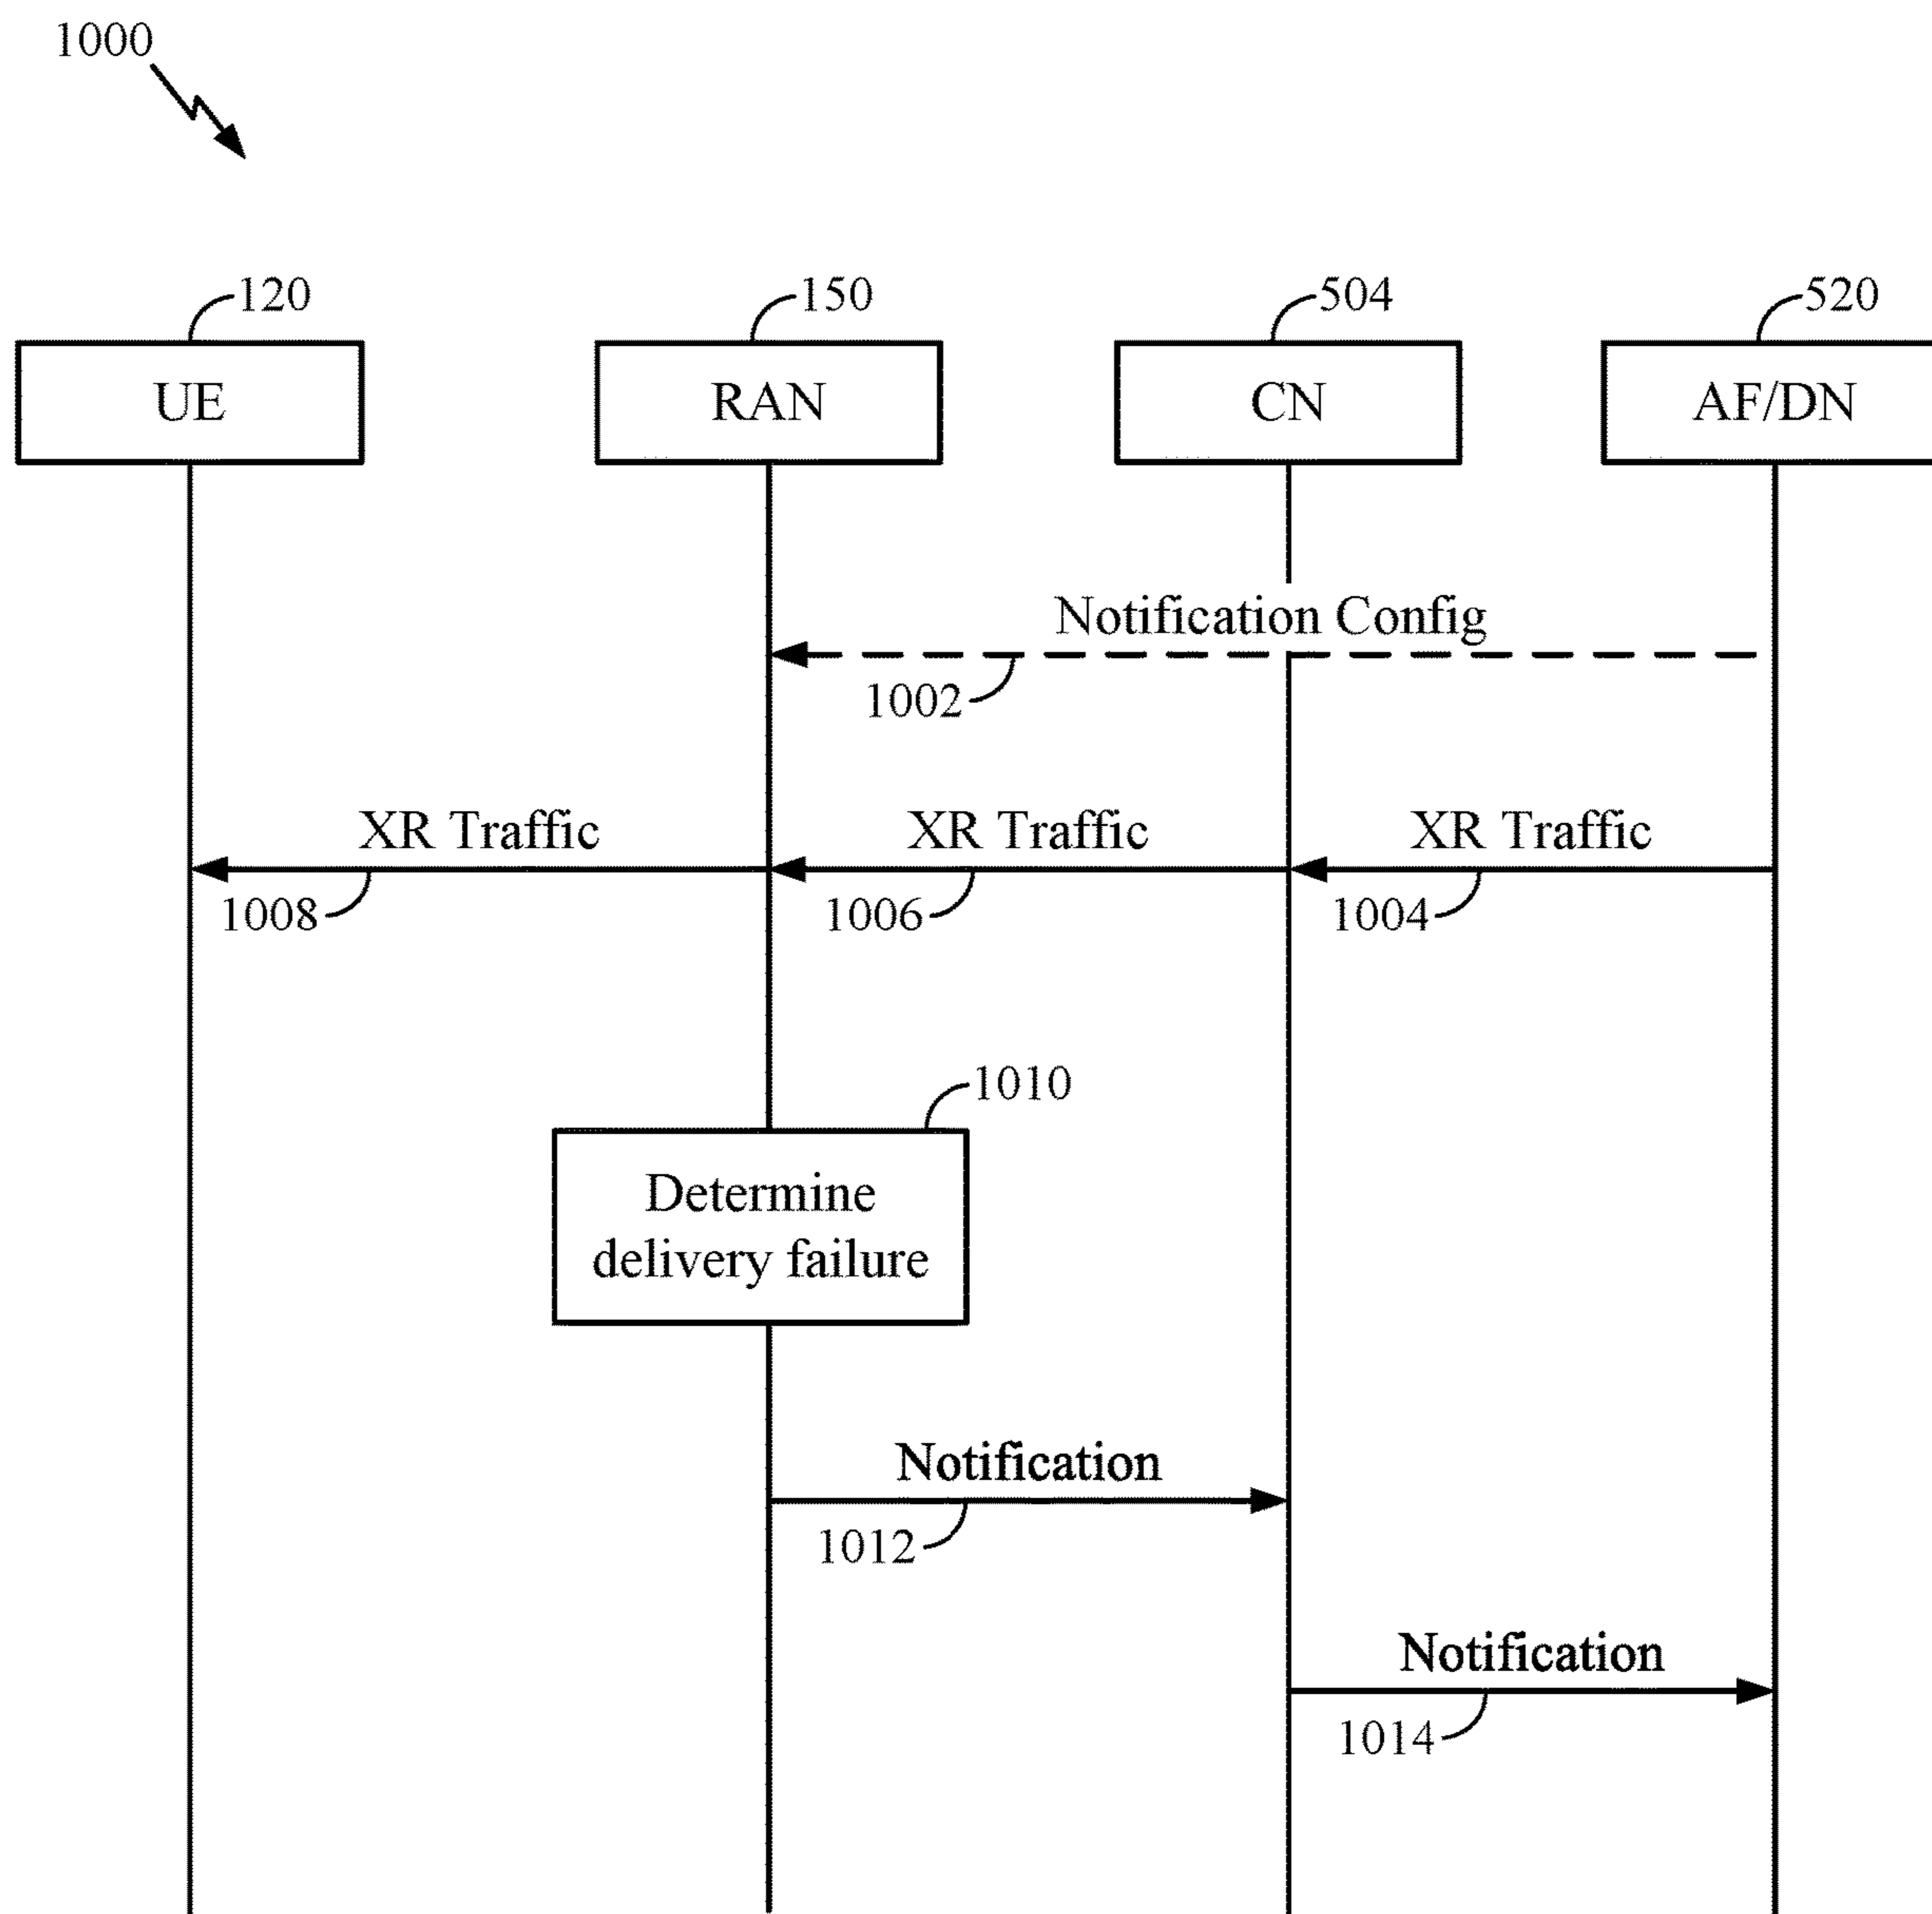 1000
120
150
504
520
UE
RAN
CN
AF/DN
Notification Config
1002
XR Traffic
XR Traffic
XR Traffic
1008
1006
1004
1010
Determine
delivery failure
Notification
1012
Notification
1014